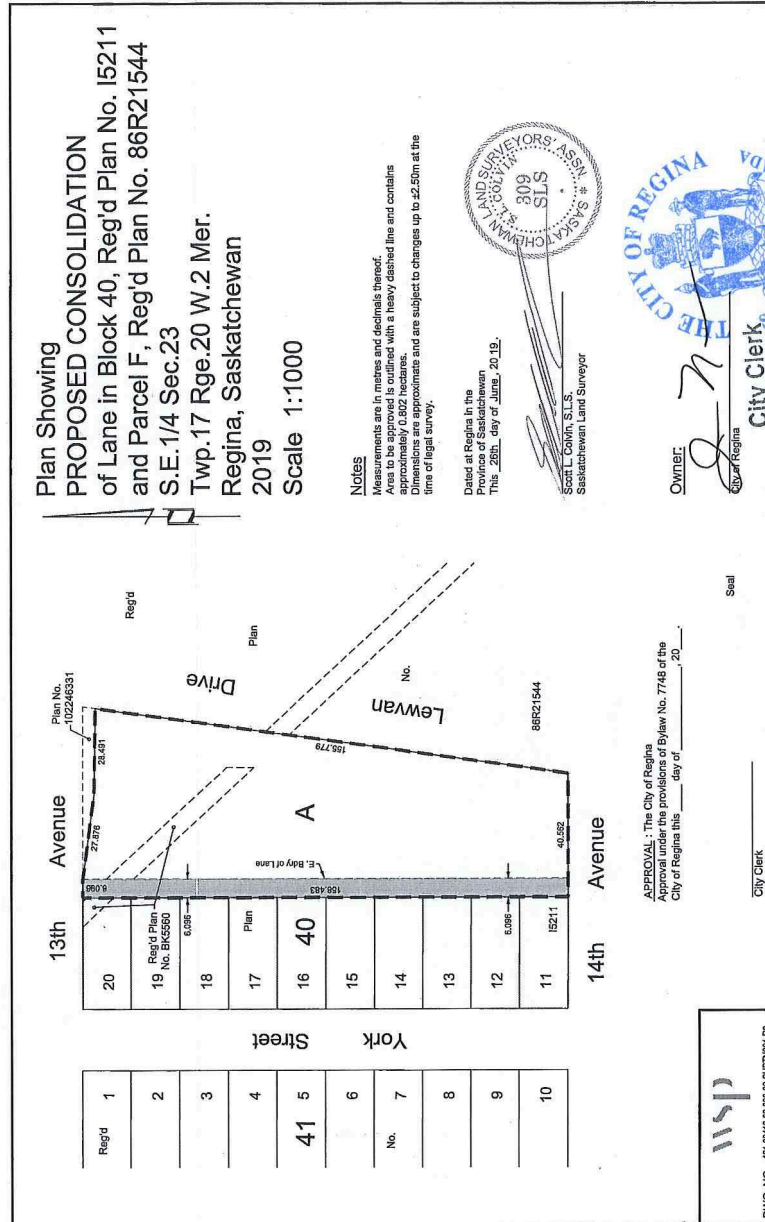 Plan Showing
PROPOSED CONSOLIDATION
of Lane in Block 40, Reg'd Plan No. I5211
and Parcel F, Reg'd Plan No. 86R21544
S.E.1/4 Sec.23
Twp.17 Rge.20 W.2 Mer.
Regina, Saskatchewan
2019
Scale 1:1000
Notes
Measurements are in metres and decimals thereof.
Area to be approved is outlined with a heavy dashed line and contains
approximately 0.802 hectares.
Dimensions are approximate and are subject to changes up to ±2.50m at the
time of legal survey.
Dated at Regina in the
Province of Saskatchewan
This 26th day of June, 2019.
Scott L. Colvin, S.L.S.
Saskatchewan Land Surveyor
SASKATCHEWAN LAND SURVEYORS' ASSN.
S.L. COLVIN
309
SLS
Owner:
City of Regina
City Clerk
THE CITY OF REGINA
13th Avenue
Plan No.
102246331
Reg'd
Plan
No.
86R21544
Lewvan Drive
28.491
27.876
6.096
155.779
A
E. Bdy of Lane
158.483
40.562
Reg'd Plan
No. BK5560
6.096
6.096
Plan
40
I5211
20
19
18
17
16
15
14
13
12
11
14th Avenue
York Street
Reg'd
41
No.
1
2
3
4
5
6
7
8
9
10
APPROVAL : The City of Regina
Approval under the provisions of Bylaw No. 7748 of the
City of Regina this ____ day of ____________, 20___.
City Clerk
Seal
wsp